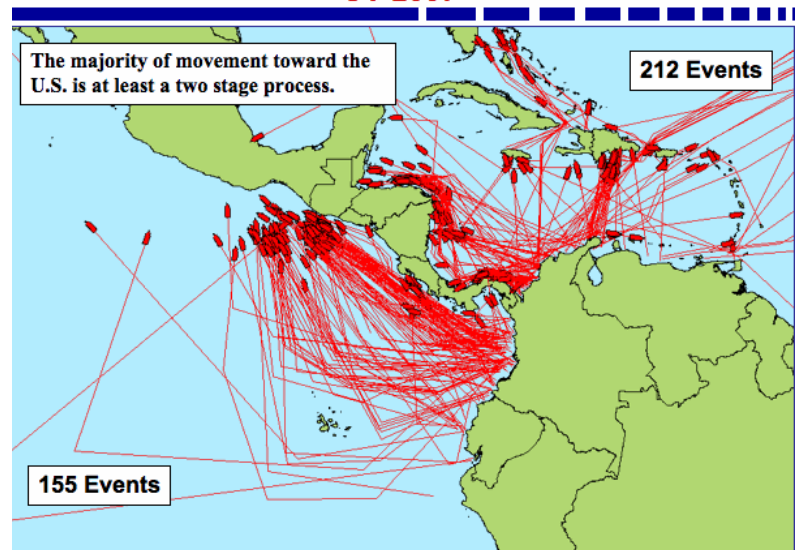 The majority of movement toward the
U.S. is at least a two stage process.
212 Events
155 Events